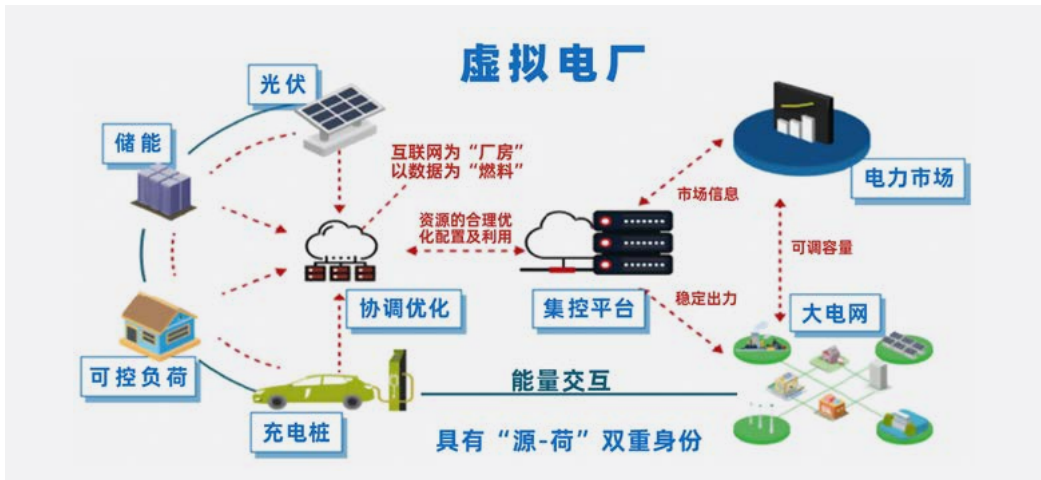 虚拟电厂
光伏
储能
互联网为“厂房”
以数据为“燃料”
电力市场
市场信息
资源的合理优
化配置及利用
可调容量
协调优化
集控平台
稳定出力
大电网
可控负荷
能量交互
充电桩
具有“源-荷”双重身份